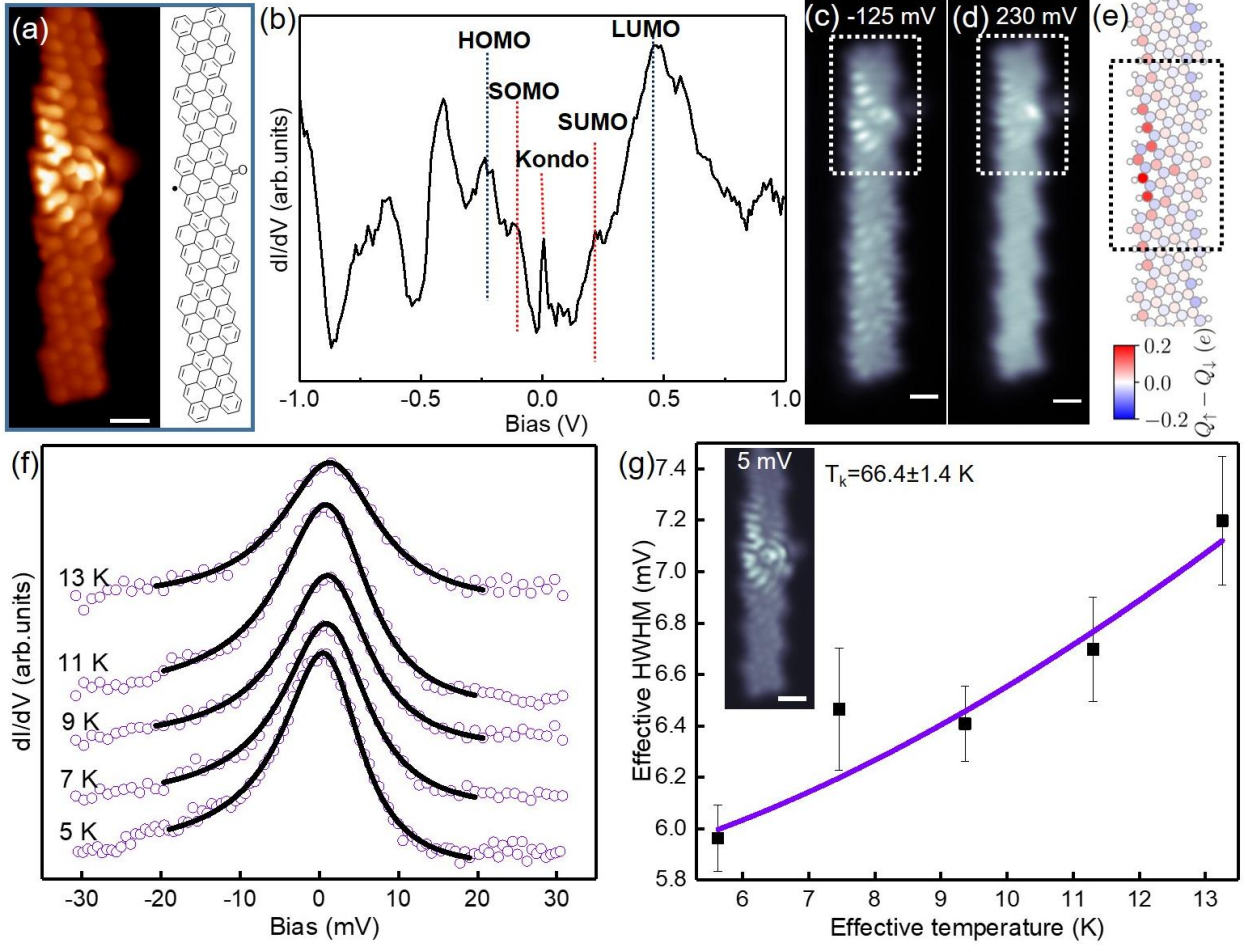 (a)
O
(b)
HOMO
LUMO
SOMO
SUMO
Kondo
dI/dV (arb.units)
-1.0 -0.5 0.0 0.5 1.0
Bias (V)
(c) -125 mV
(d) 230 mV
(e)
0.2
0.0
−0.2
Q↑ − Q↓ (e)
(f)
13 K
11 K
9 K
7 K
5 K
dI/dV (arb.units)
-30 -20 -10 0 10 20 30
Bias (mV)
(g)
5 mV
Tk=66.4±1.4 K
7.4
7.2
7.0
6.8
6.6
6.4
6.2
6.0
5.8
Effective HWHM (mV)
6 7 8 9 10 11 12 13
Effective temperature (K)